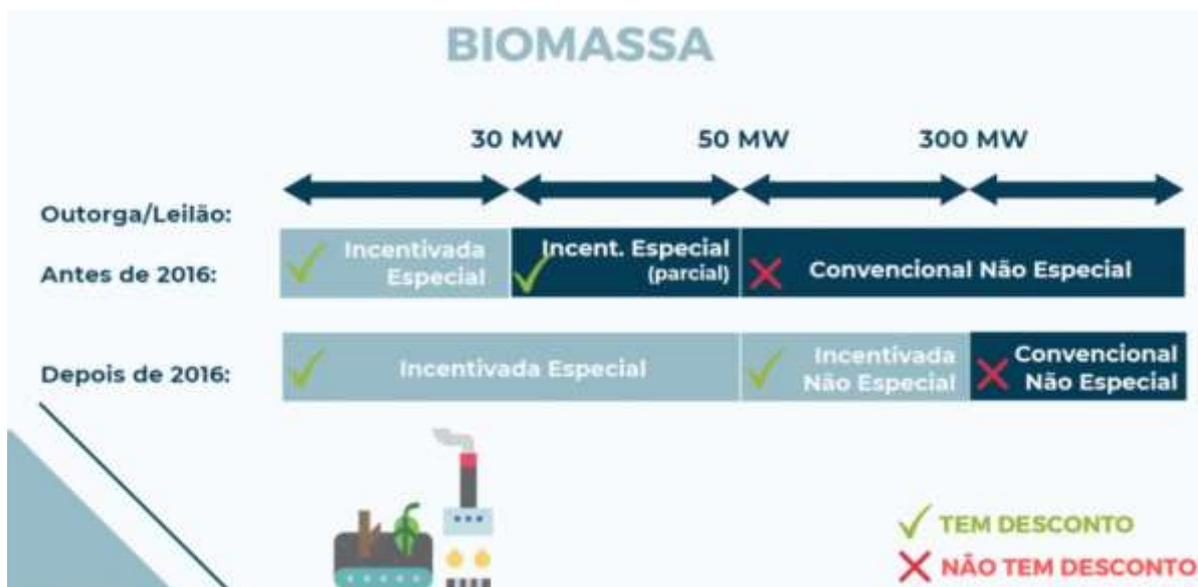 BIOMASSA
30 MW 50 MW 300 MW
Outorga/Leilão:
Antes de 2016:
Incentivada
Especial
Incent. Especial
(parcial)
Convencional Não Especial
Depois de 2016:
Incentivada Especial
Incentivada
Não Especial
Convencional
Não Especial
TEM DESCONTO
NÃO TEM DESCONTO